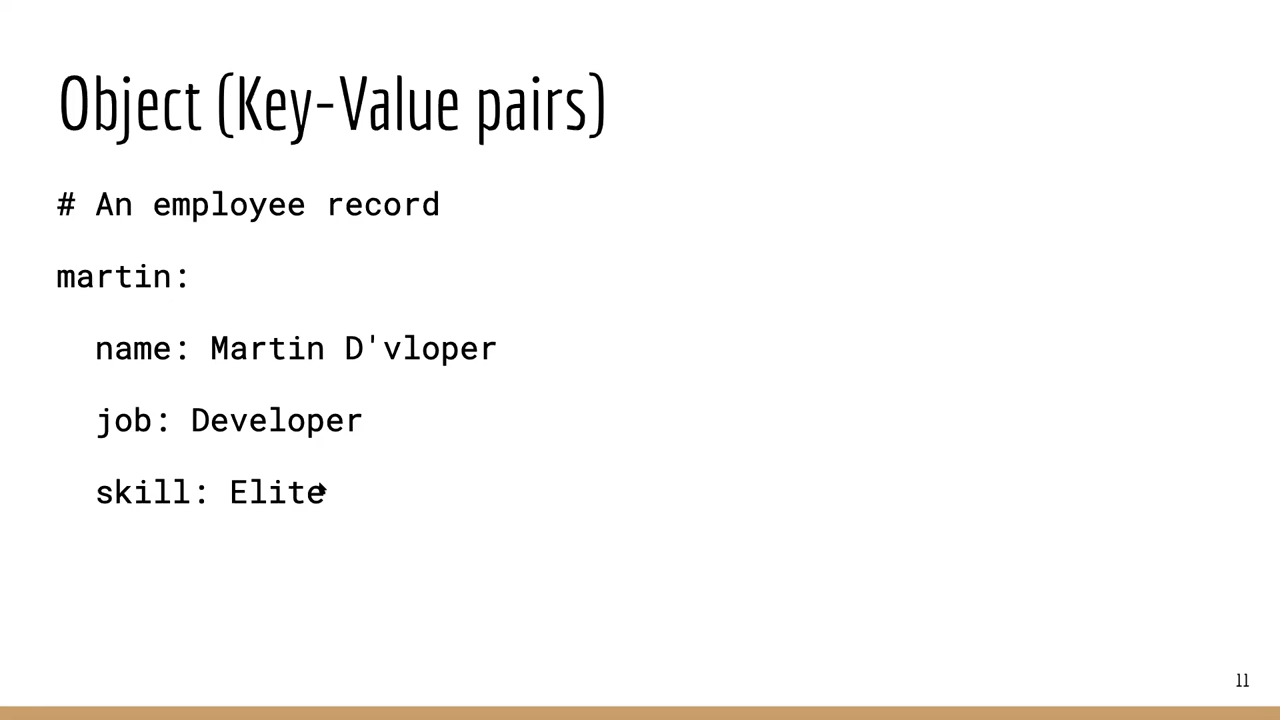 Object (Key-Value pairs)
# An employee record
martin:
  name: Martin D'vloper
  job: Developer
  skill: Elite
11